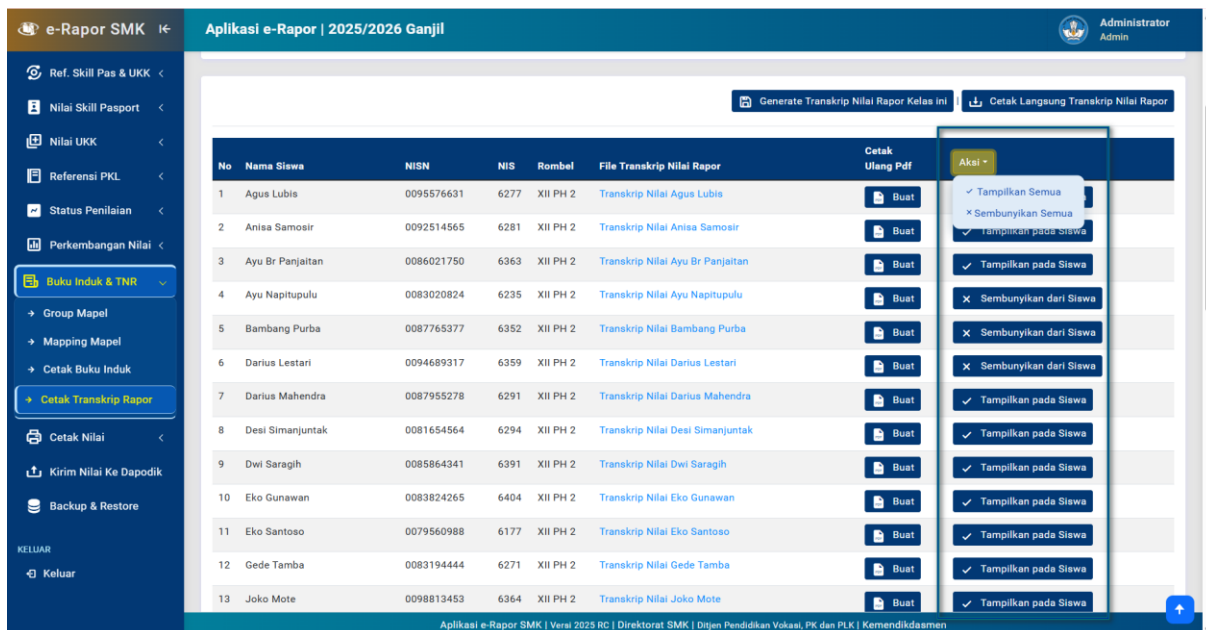 e-Rapor SMK
Aplikasi e-Rapor | 2025/2026 Ganjil
Administrator
Admin
Ref. Skill Pas & UKK
Nilai Skill Pasport
Nilai UKK
Referensi PKL
Status Penilaian
Perkembangan Nilai
Buku Induk & TNR
Group Mapel
Mapping Mapel
Cetak Buku Induk
Cetak Transkrip Rapor
Cetak Nilai
Kirim Nilai Ke Dapodik
Backup & Restore
KELUAR
Keluar
Generate Transkrip Nilai Rapor Kelas ini | Cetak Langsung Transkrip Nilai Rapor
No Nama Siswa NISN NIS Rombel File Transkrip Nilai Rapor Cetak Ulang Pdf Aksi
Tampilkan Semua
Sembunyikan Semua
1 Agus Lubis 0095576631 6277 XII PH 2 Transkrip Nilai Agus Lubis Buat
2 Anisa Samosir 0092514565 6281 XII PH 2 Transkrip Nilai Anisa Samosir Buat Tampilkan pada Siswa
3 Ayu Br Panjaitan 0086021750 6363 XII PH 2 Transkrip Nilai Ayu Br Panjaitan Buat Tampilkan pada Siswa
4 Ayu Napitupulu 0083020824 6235 XII PH 2 Transkrip Nilai Ayu Napitupulu Buat Sembunyikan dari Siswa
5 Bambang Purba 0087765377 6352 XII PH 2 Transkrip Nilai Bambang Purba Buat Sembunyikan dari Siswa
6 Darius Lestari 0094689317 6359 XII PH 2 Transkrip Nilai Darius Lestari Buat Sembunyikan dari Siswa
7 Darius Mahendra 0087955278 6291 XII PH 2 Transkrip Nilai Darius Mahendra Buat Tampilkan pada Siswa
8 Desi Simanjuntak 0081654564 6294 XII PH 2 Transkrip Nilai Desi Simanjuntak Buat Tampilkan pada Siswa
9 Dwi Saragih 0085864341 6391 XII PH 2 Transkrip Nilai Dwi Saragih Buat Tampilkan pada Siswa
10 Eko Gunawan 0083824265 6404 XII PH 2 Transkrip Nilai Eko Gunawan Buat Tampilkan pada Siswa
11 Eko Santoso 0079560988 6177 XII PH 2 Transkrip Nilai Eko Santoso Buat Tampilkan pada Siswa
12 Gede Tamba 0083194444 6271 XII PH 2 Transkrip Nilai Gede Tamba Buat Tampilkan pada Siswa
13 Joko Mote 0098813453 6364 XII PH 2 Transkrip Nilai Joko Mote Buat Tampilkan pada Siswa
Aplikasi e-Rapor SMK | Versi 2025 RC | Direktorat SMK | Ditjen Pendidikan Vokasi, PK dan PLK | Kemendikdasmen